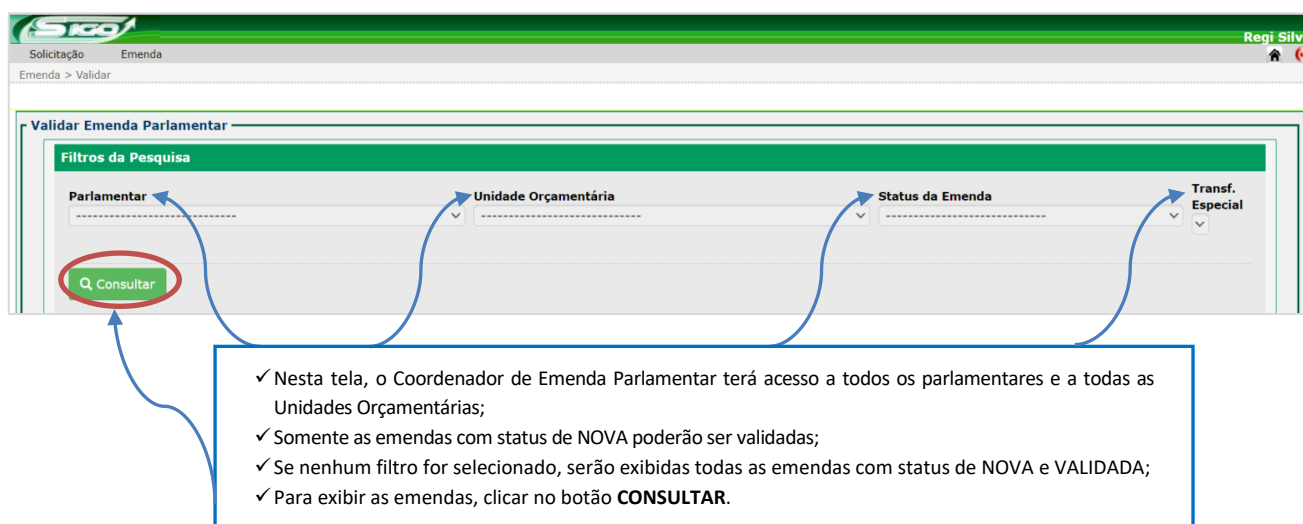 SIGO
Regi Silv
Solicitação Emenda
Emenda > Validar
Validar Emenda Parlamentar
Filtros da Pesquisa
Parlamentar Unidade Orçamentária Status da Emenda Transf. Especial
---------------------------- ---------------------------- ----------------------------
Consultar
✓ Nesta tela, o Coordenador de Emenda Parlamentar terá acesso a todos os parlamentares e a todas as
Unidades Orçamentárias;
✓ Somente as emendas com status de NOVA poderão ser validadas;
✓ Se nenhum filtro for selecionado, serão exibidas todas as emendas com status de NOVA e VALIDADA;
✓ Para exibir as emendas, clicar no botão CONSULTAR.